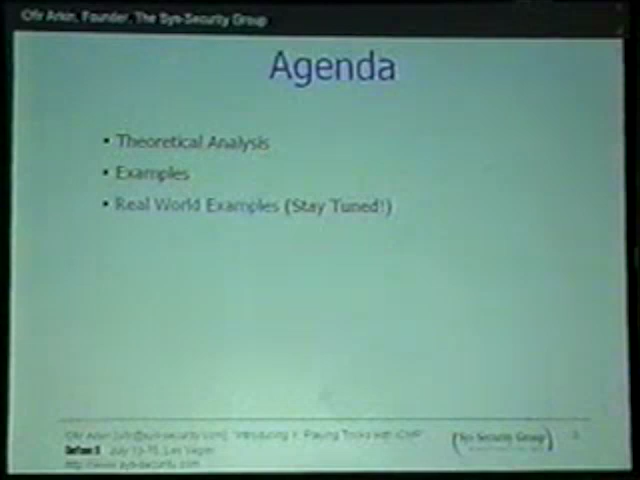 Ofir Arkin, Founder, The Sys-Security Group
Agenda
• Theoretical Analysis
• Examples
• Real World Examples (Stay Tuned!)
Ofir Arkin [ofir@sys-security.com], "Introducing X: Playing Tricks with ICMP"
July 13-15, Las Vegas
http://www.sys-security.com
(Sys Security Group)